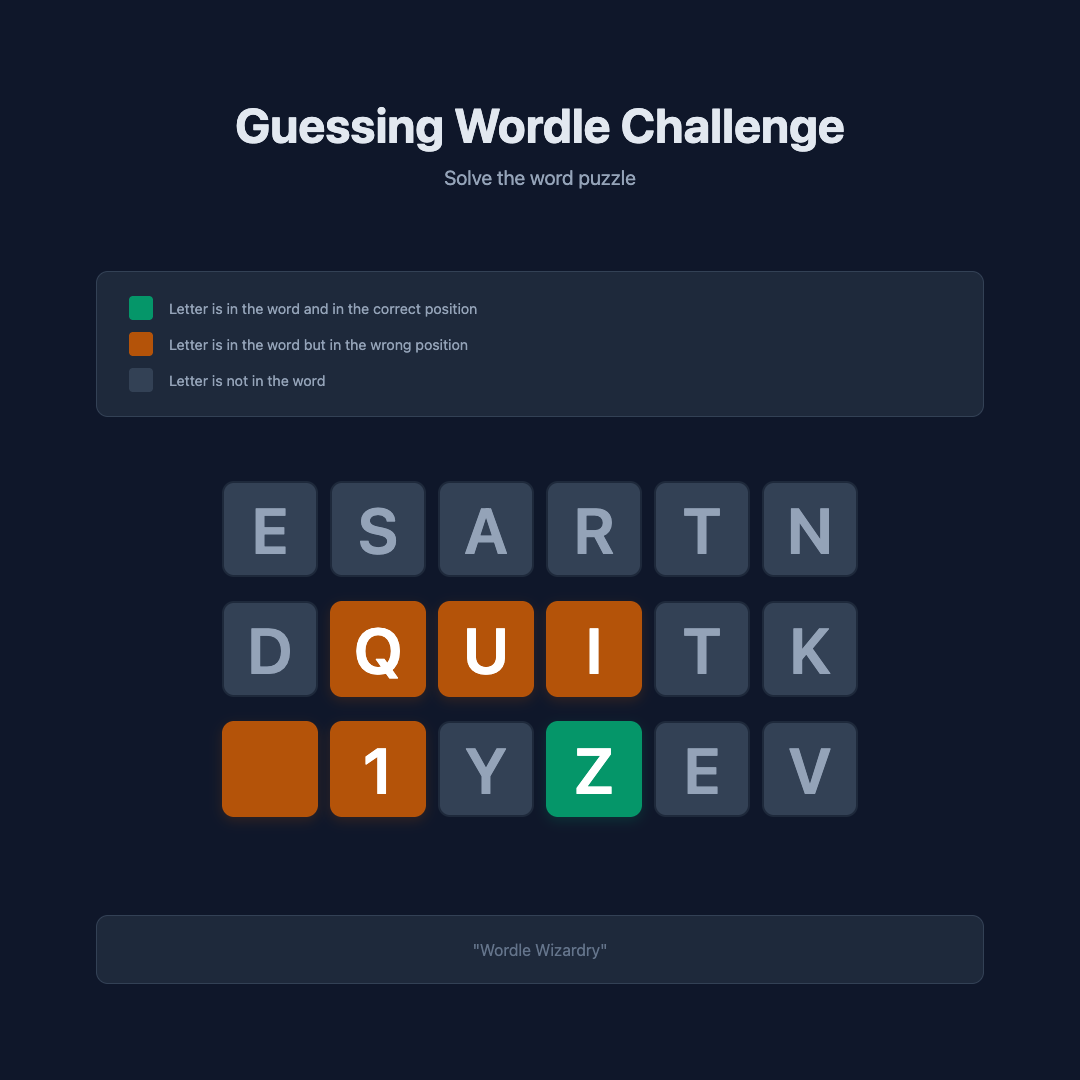 Guessing Wordle Challenge
Solve the word puzzle
Letter is in the word and in the correct position
Letter is in the word but in the wrong position
Letter is not in the word
E S A R T N
D Q U I T K
1 Y Z E V
"Wordle Wizardry"